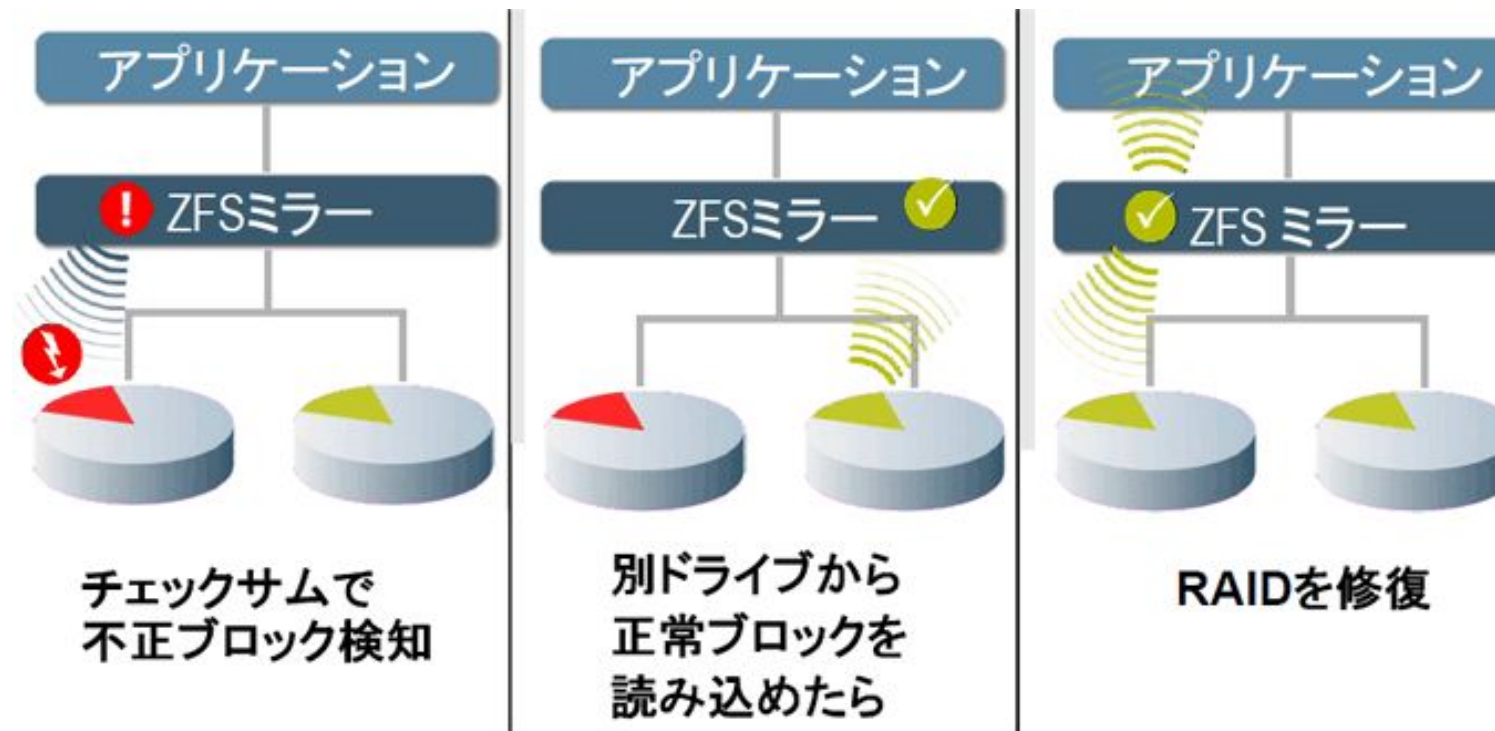 アプリケーション
ZFSミラー
チェックサムで
不正ブロック検知
アプリケーション
ZFSミラー
別ドライブから
正常ブロックを
読み込めたら
アプリケーション
ZFS ミラー
RAIDを修復